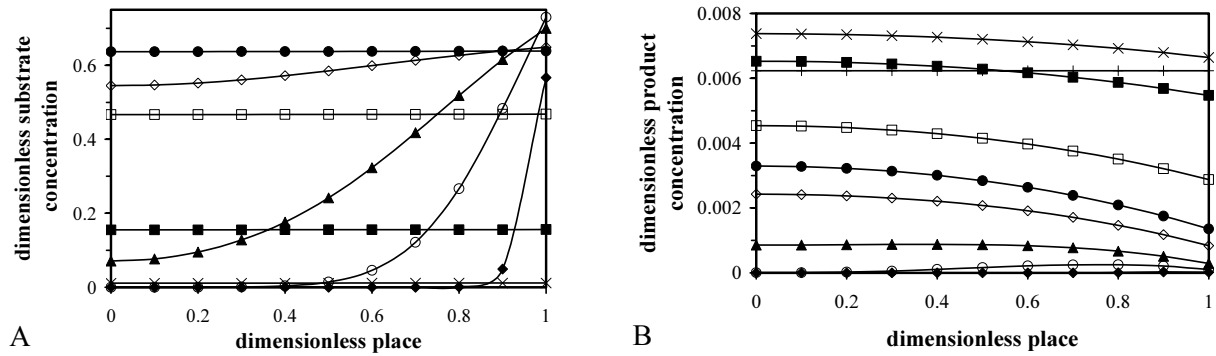 dimensionless substrate
concentration
0.6
0.4
0.2
0
0 0.2 0.4 0.6 0.8 1
dimensionless place
A
dimensionless product
concentration
0.008
0.006
0.004
0.002
0
0 0.2 0.4 0.6 0.8 1
dimensionless place
B